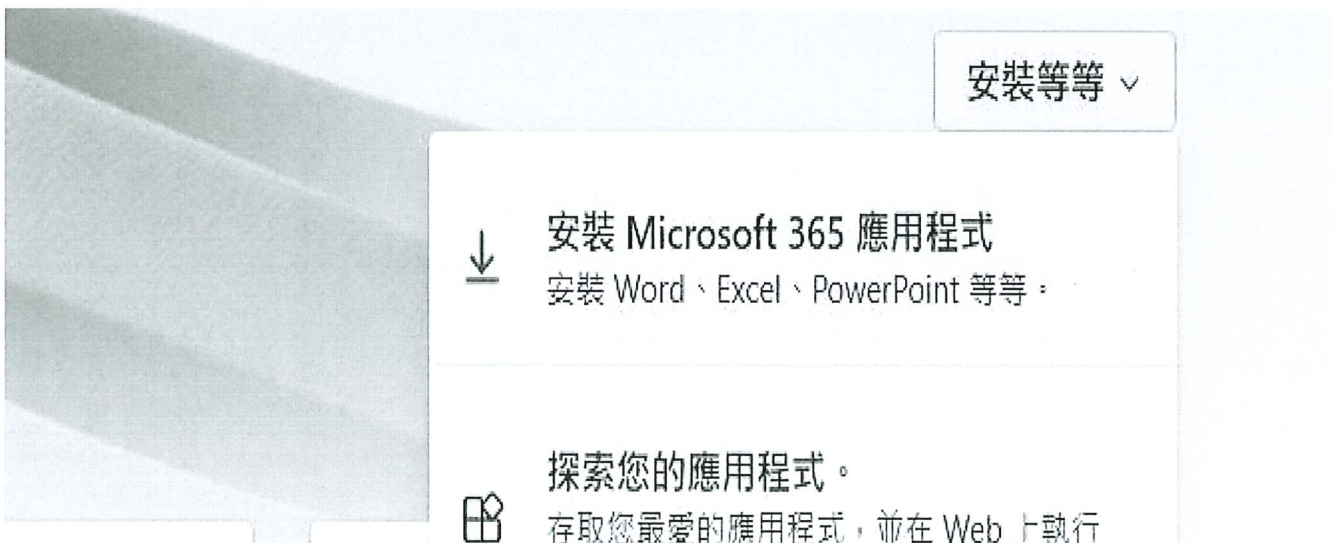 安裝等等
安裝 Microsoft 365 應用程式
安裝 Word、Excel、PowerPoint 等等。
探索您的應用程式。
存取您最愛的應用程式，並在 Web 上執行